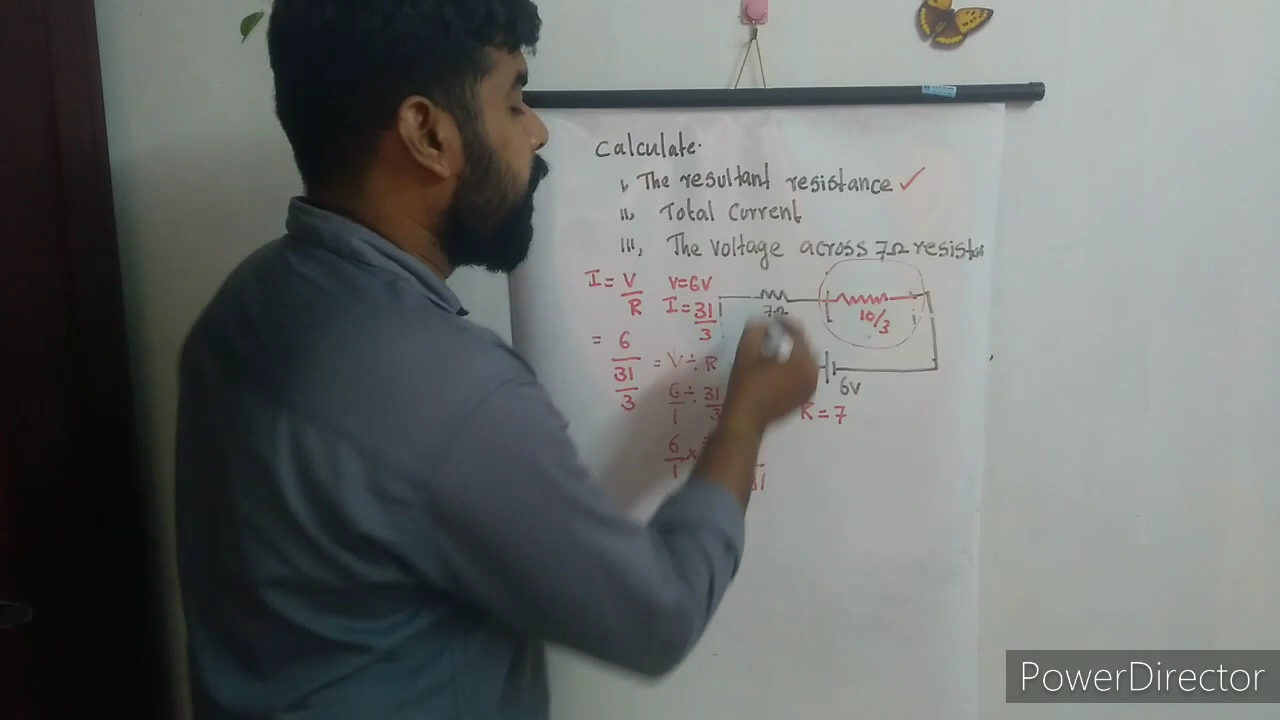 Calculate.
i, The resultant resistance ✓
ii, Total Current
iii, The Voltage across 7Ω resistor
I = V/R V=6V
I = 31/3
7Ω
10/3
= 6/31/3
= V ÷ R
6V
6/1 ÷ 31/3
R = 7
6/1 ×
31
PowerDirector